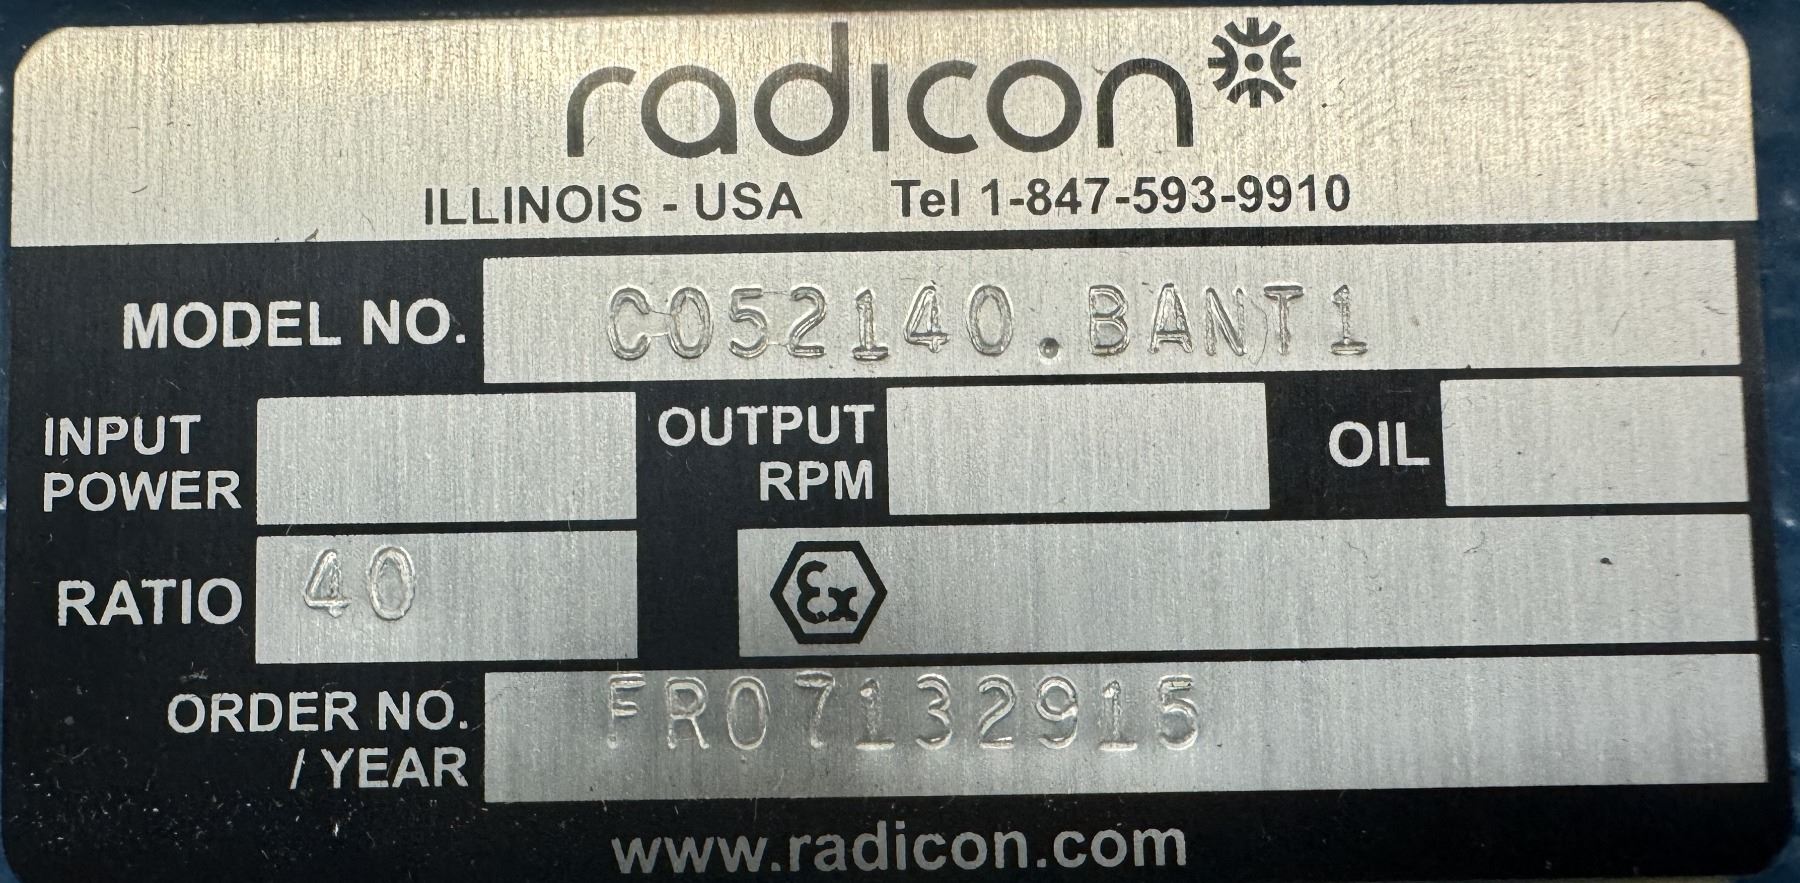 radicon
ILLINOIS - USA Tel 1-847-593-9910
MODEL NO. C052140.BANT1
INPUT POWER OUTPUT RPM OIL
RATIO 40 Ex
ORDER NO. / YEAR FR07132915
www.radicon.com